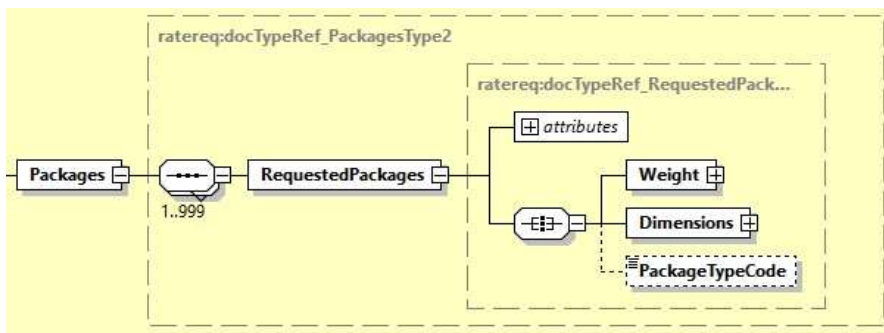 ratereq:docTypeRef_PackagesType2
ratereq:docTypeRef_RequestedPack...
attributes
Packages
RequestedPackages
Weight
1..999
Dimensions
PackageTypeCode